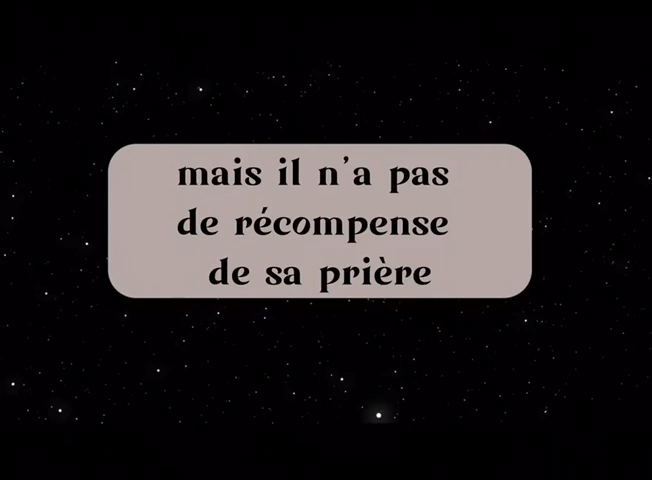 mais il n'a pas
de récompense
de sa prière